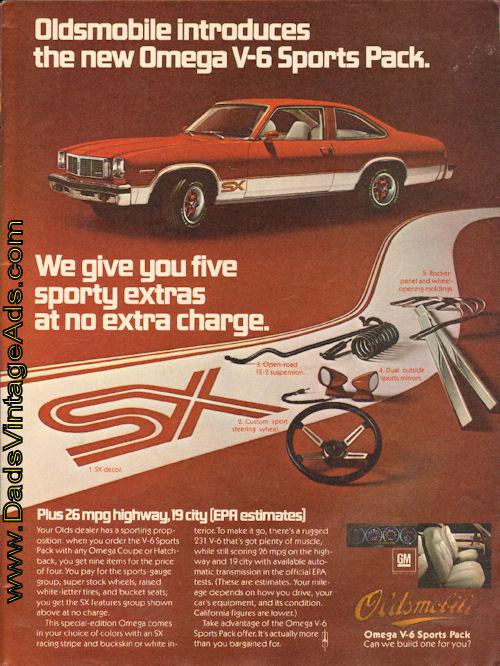 Oldsmobile introduces
the new Omega V-6 Sports Pack.
SX
We give you five
sporty extras
at no extra charge.
5. Rocker-
panel and wheel-
opening moldings.
3. Open-road
FE-2 suspension.
4. Dual outside
sports mirrors.
2. Custom sport
steering wheel.
SX
1. SX decor.
Plus 26 mpg highway, 19 city (EPA estimates)
Your Olds dealer has a sporting prop-
osition: when you order the V-6 Sports
Pack with any Omega Coupe or Hatch-
back, you get nine items for the price
of four. You pay for the sports-gauge
group, super stock wheels, raised
white-letter tires, and bucket seats;
you get the SX features group shown
above at no charge.
This special-edition Omega comes
in your choice of colors with an SX
racing stripe and buckskin or white in-
terior. To make it go, there's a rugged
231 V-6 that's got plenty of muscle,
while still scoring 26 mpg on the high-
way and 19 city with available auto-
matic transmission in the official EPA
tests. (These are estimates. Your mile-
age depends on how you drive, your
car's equipment, and its condition.
California figures are lower.)
Take advantage of the Omega V-6
Sports Pack offer. It's actually more
than you bargained for.
GM
Oldsmobile
Omega V-6 Sports Pack
Can we build one for you?
www.DadsVintageAds.com